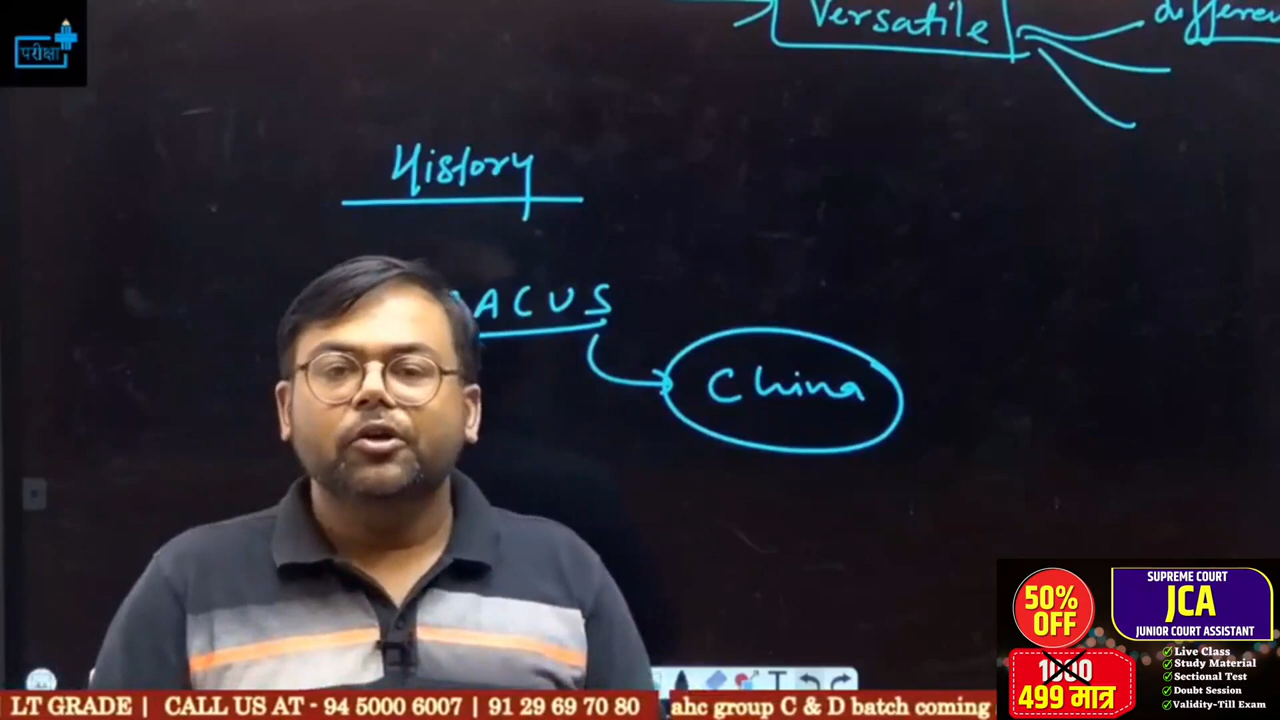 Versatile
परीक्षा
History
ACUS
China
50%
OFF
1000
499 मात्र
SUPREME COURT
JCA
JUNIOR COURT ASSISTANT
Live Class
Study Material
Sectional Test
Doubt Session
Validity-Till Exam
LT GRADE | CALL US AT - 94 5000 6007 | 91 29 69 70 80 ahc group C & D batch coming